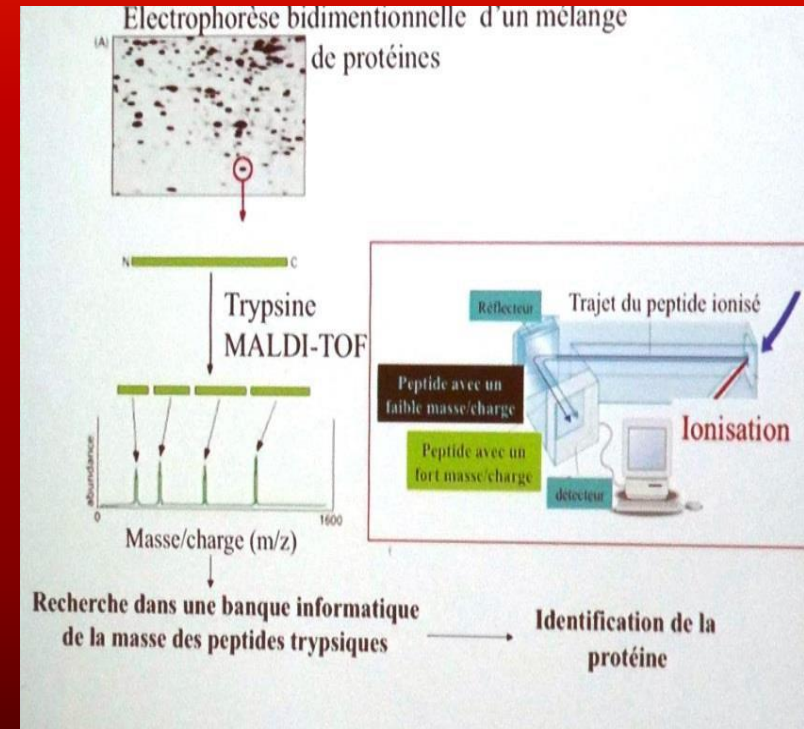 Electrophorèse bidimentionnelle d'un mélange
de protéines
(A)
N
C
Trypsine
MALDI-TOF
abundance
0
1600
Masse/charge (m/z)
Réflecteur
Trajet du peptide ionisé
Peptide avec un
faible masse/charge
Peptide avec un
fort masse/charge
Ionisation
détecteur
Recherche dans une banque informatique
de la masse des peptides trypsiques
Identification de la
protéine